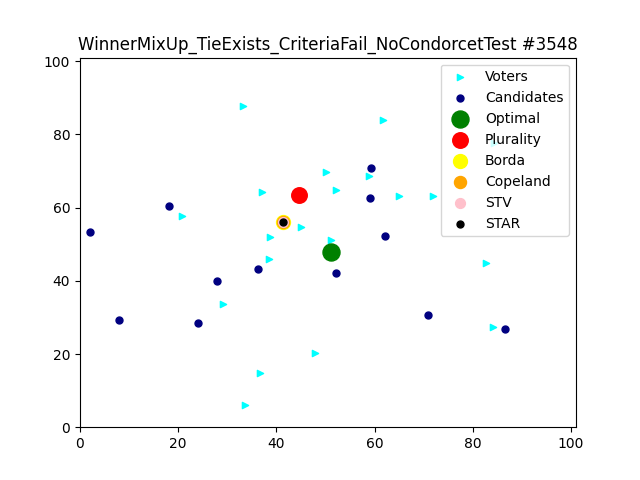 WinnerMixUp_TieExists_CriteriaFail_NoCondorcetTest #3548
100
80
60
40
20
0
0
20
40
60
80
100
Voters
Candidates
Optimal
Plurality
Borda
Copeland
STV
STAR